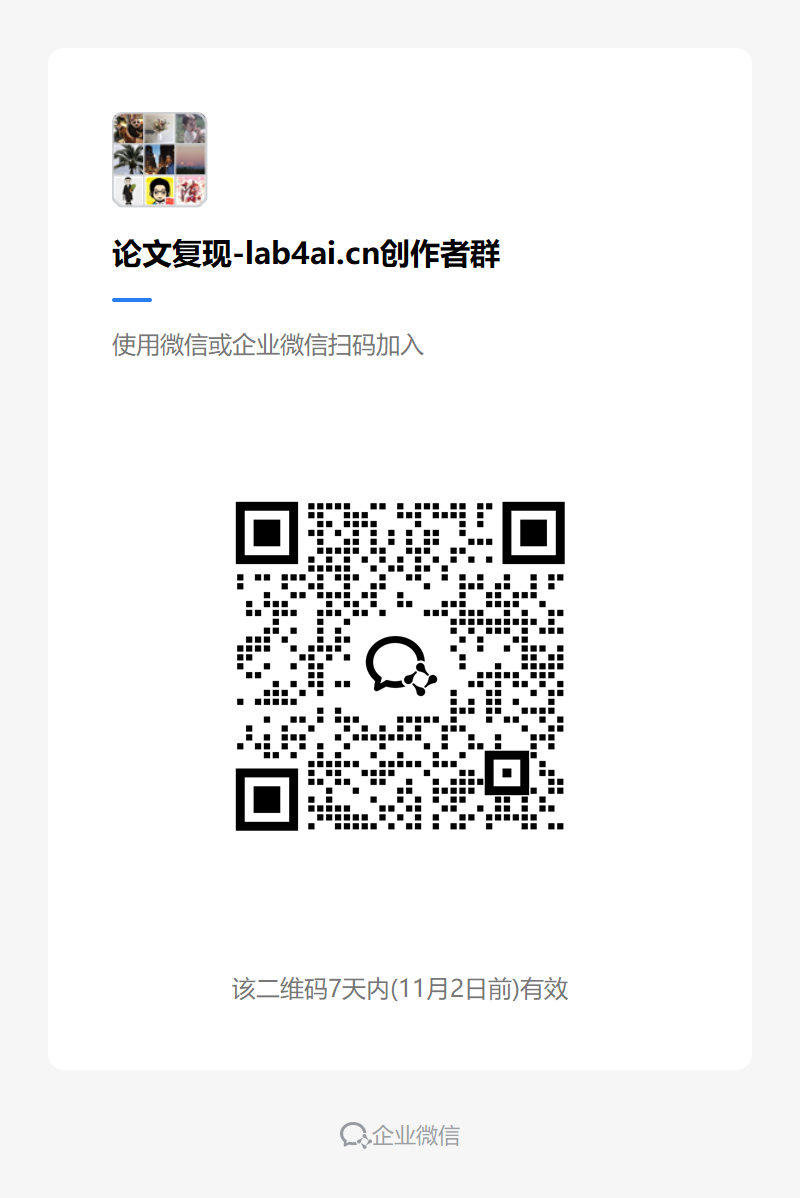 陈
论文复现-lab4ai.cn创作者群
使用微信或企业微信扫码加入
该二维码7天内(11月2日前)有效
企业微信